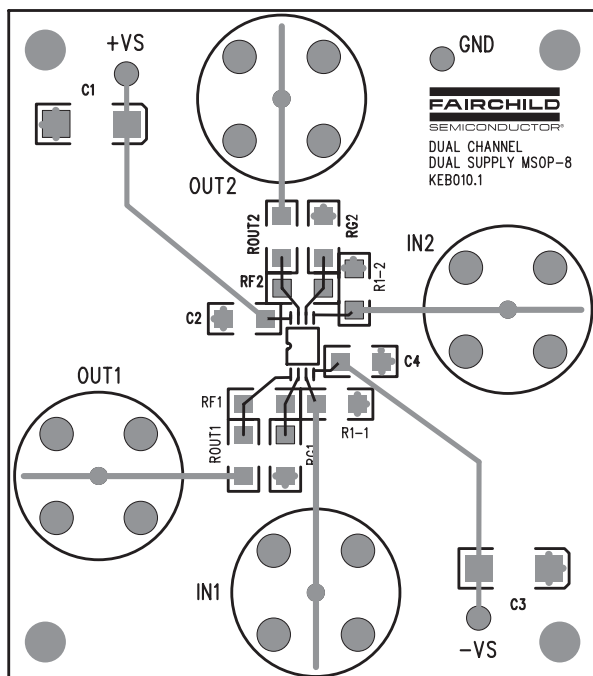 +VS
GND
C1
FAIRCHILD
SEMICONDUCTOR®
DUAL CHANNEL
DUAL SUPPLY MSOP-8
KEB010.1
OUT2
ROUT2
RG2
IN2
RF2
R1-2
C2
C4
OUT1
RF1
ROUT1
RG1
R1-1
IN1
C3
-VS